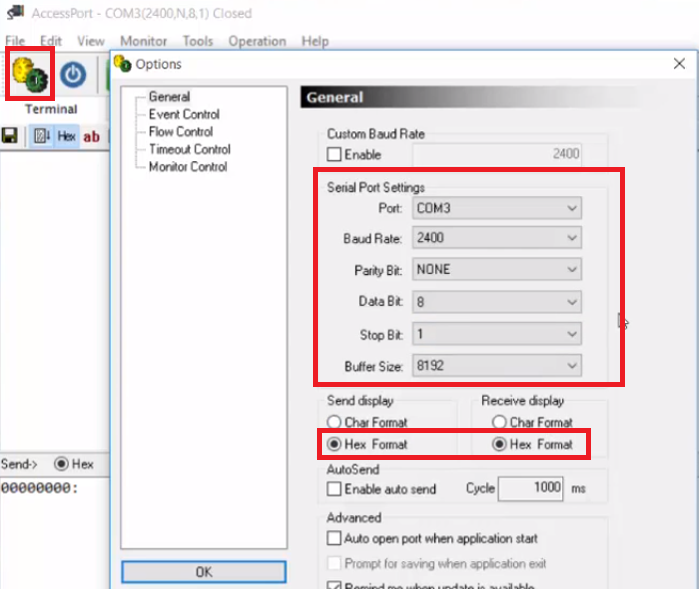 AccessPort - COM3(2400,N,8,1) Closed
File Edit View Monitor Tools Operation Help
Options
Terminal
Hex ab
General
Event Control
Flow Control
Timeout Control
Monitor Control
General
Custom Baud Rate
Enable 2400
Serial Port Settings
Port: COM3
Baud Rate: 2400
Parity Bit: NONE
Data Bit: 8
Stop Bit: 1
Buffer Size: 8192
Send display Receive display
Char Format Char Format
Hex Format Hex Format
AutoSend
Enable auto send Cycle 1000 ms
Advanced
Auto open port when application start
Prompt for saving when application exit
Remind me when update is available
Send-> Hex
00000000:
OK